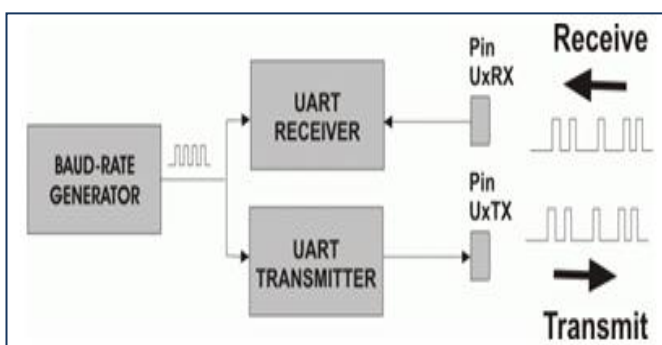 Receive
Pin
UxRX
UART
RECEIVER
BAUD-RATE
GENERATOR
Pin
UxTX
UART
TRANSMITTER
Transmit